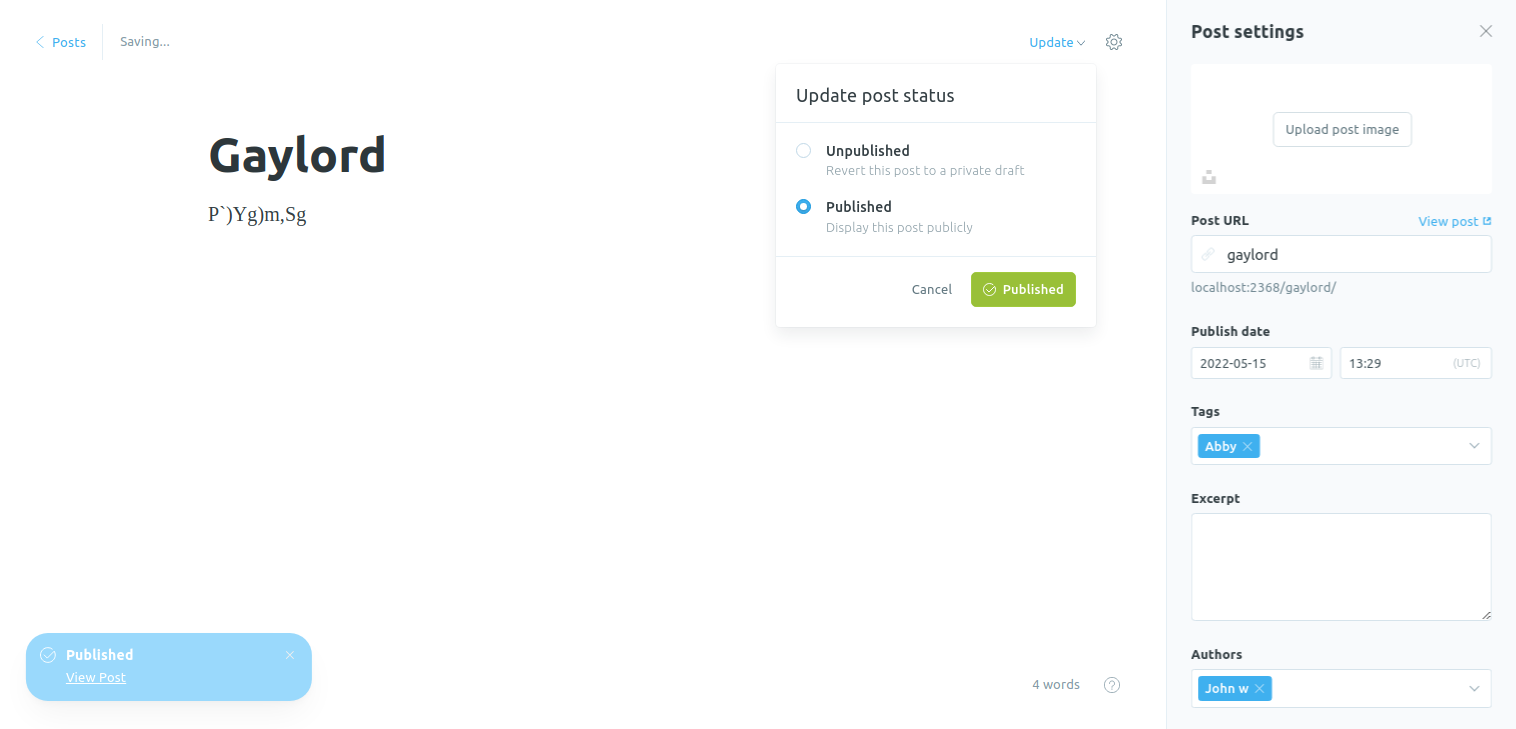 Posts
Saving...
Update
Gaylord
P`)Yg)m,Sg
Update post status
Unpublished
Revert this post to a private draft
Published
Display this post publicly
Cancel
Published
Published
View Post
4 words
Post settings
Upload post image
Post URL
View post
gaylord
localhost:2368/gaylord/
Publish date
2022-05-15
13:29
(UTC)
Tags
Abby
Excerpt
Authors
John w